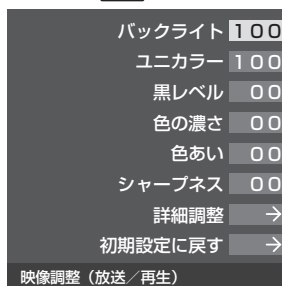 バックライト 100
ユニカラー 100
黒レベル 00
色の濃さ 00
色あい 00
シャープネス 00
詳細調整 →
初期設定に戻す →
映像調整（放送／再生）